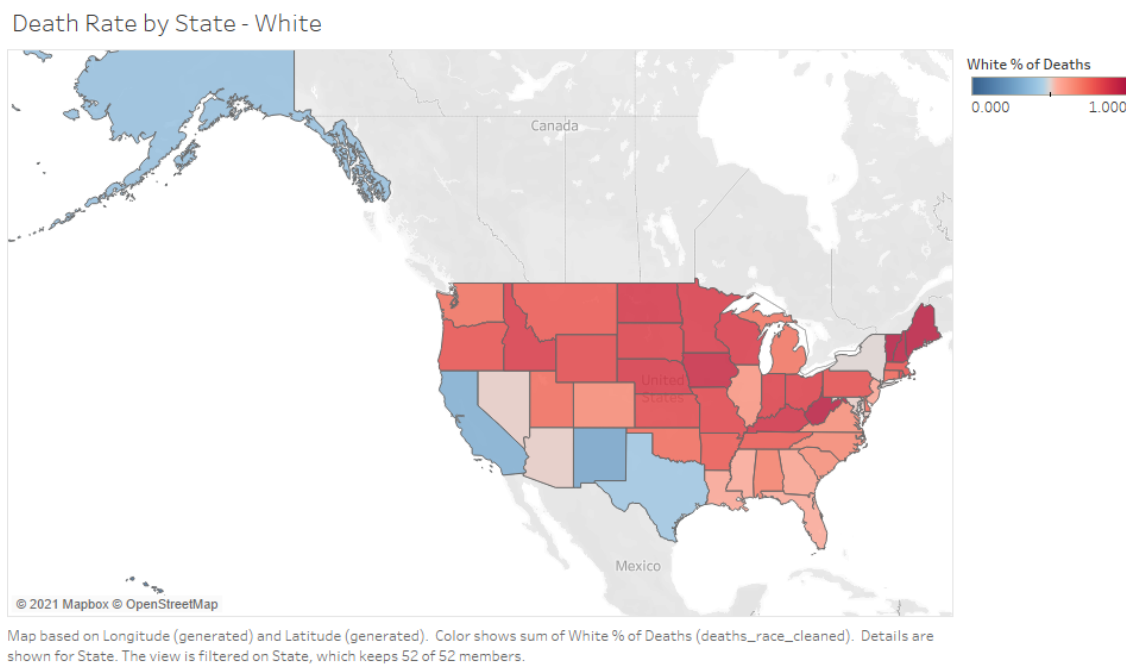 Death Rate by State - White
White % of Deaths
0.000 1.000
Canada
United
States
Mexico
© 2021 Mapbox © OpenStreetMap
Map based on Longitude (generated) and Latitude (generated).  Color shows sum of White % of Deaths (deaths_race_cleaned).  Details are
shown for State. The view is filtered on State, which keeps 52 of 52 members.